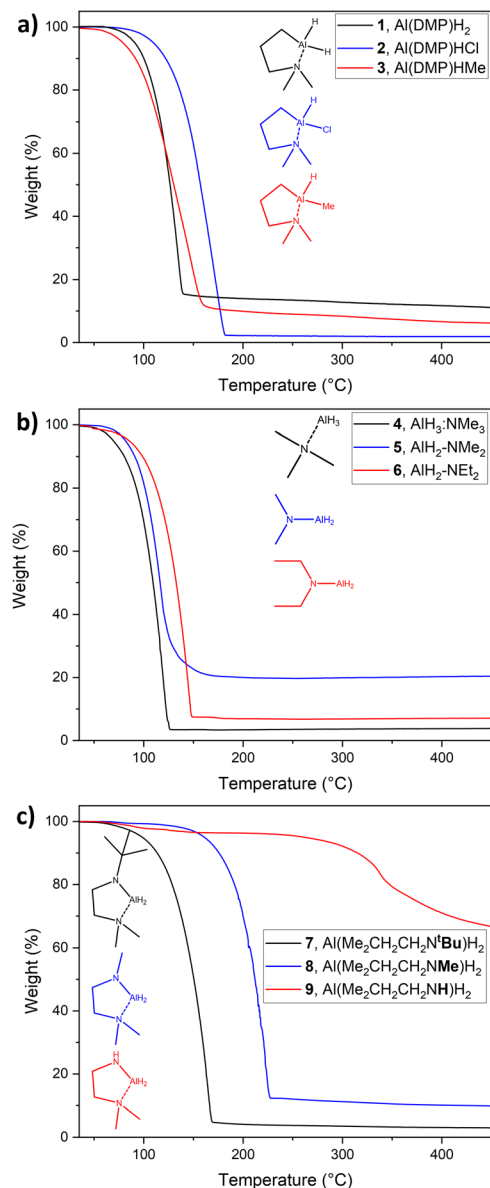 a)
1, Al(DMP)H₂
2, Al(DMP)HCl
3, Al(DMP)HMe
H
Al
H
N
H
Al
Cl
N
H
Al
Me
N
Weight (%)
100
80
60
40
20
0
100 200 300 400
Temperature (°C)
b)
4, AlH₃:NMe₃
5, AlH₂-NMe₂
6, AlH₂-NEt₂
AlH₃
N
N AlH₂
N AlH₂
Weight (%)
100
80
60
40
20
0
100 200 300 400
Temperature (°C)
c)
N
AlH₂
N
N
AlH₂
N
H
N
AlH₂
N
7, Al(Me₂CH₂CH₂NᵗBu)H₂
8, Al(Me₂CH₂CH₂NMe)H₂
9, Al(Me₂CH₂CH₂NH)H₂
Weight (%)
100
80
60
40
20
0
100 200 300 400
Temperature (°C)